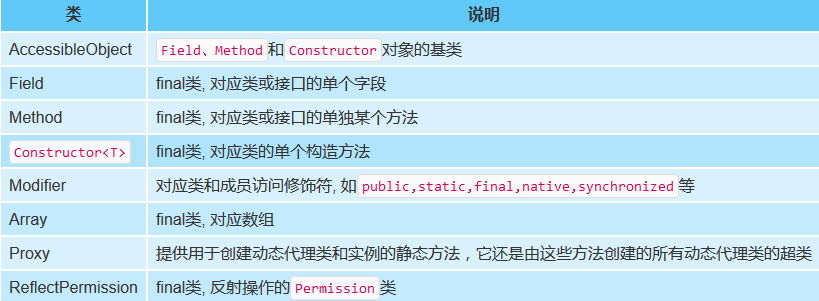 类 说明
AccessibleObject Field、Method和Constructor对象的基类
Field final类, 对应类或接口的单个字段
Method final类, 对应类或接口的单独某个方法
Constructor<T> final类, 对应类的单个构造方法
Modifier 对应类和成员访问修饰符, 如public,static,final,native,synchronized等
Array final类, 对应数组
Proxy 提供用于创建动态代理类和实例的静态方法，它还是由这些方法创建的所有动态代理类的超类
ReflectPermission final类, 反射操作的Permission类